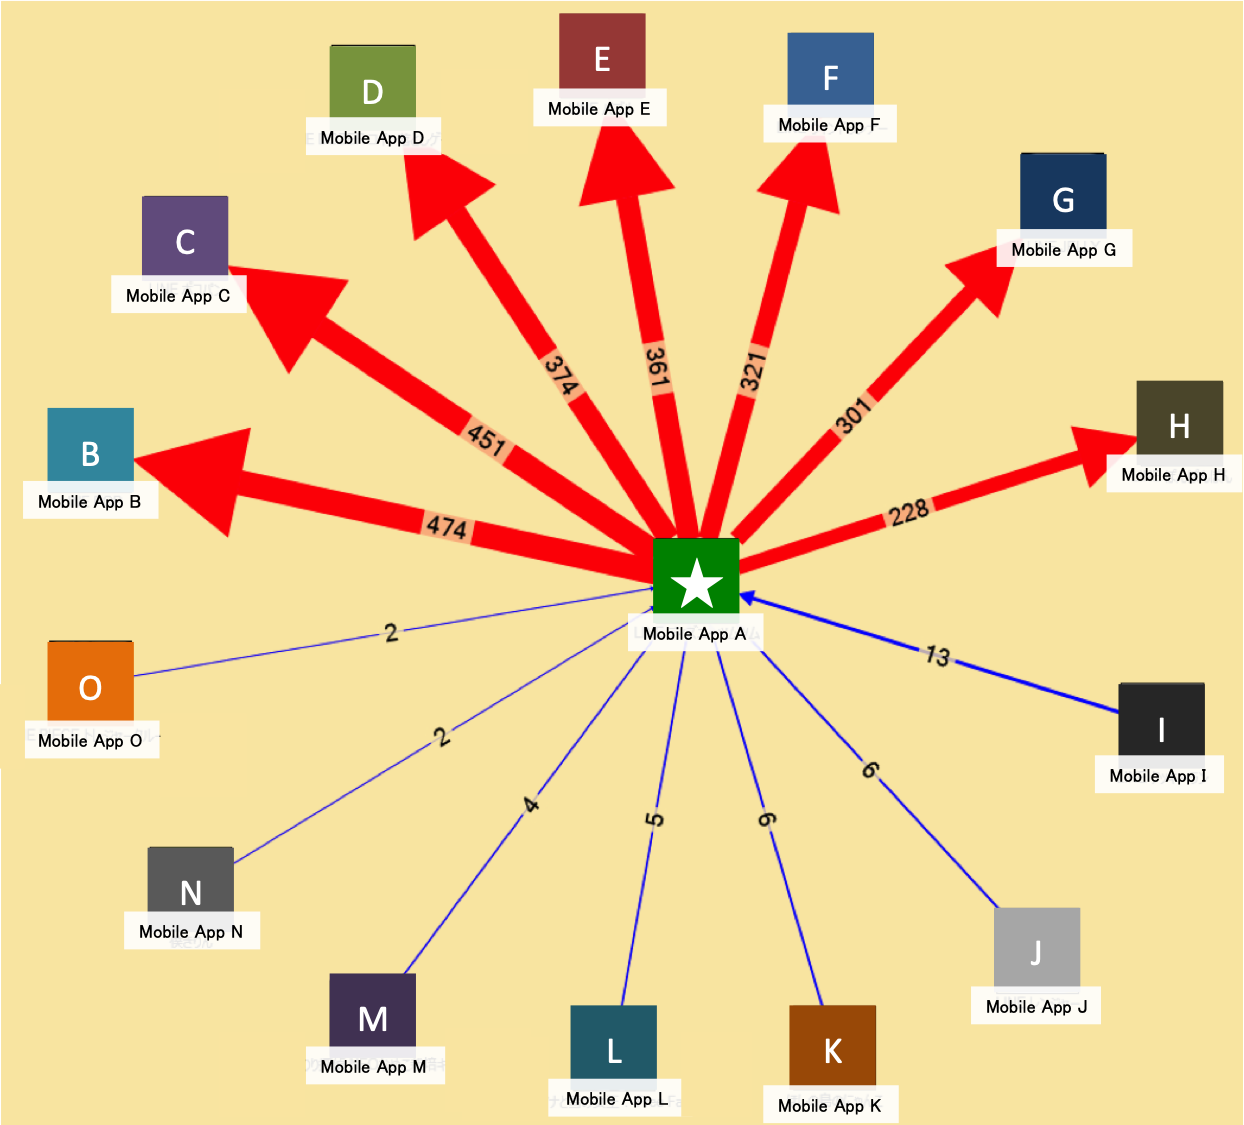 E
Mobile App E
F
Mobile App F
D
Mobile App D
G
Mobile App G
C
Mobile App C
H
Mobile App H
B
Mobile App B
374
361
321
301
451
228
474
Mobile App A
2
13
O
Mobile App O
I
Mobile App I
2
6
4
5
6
N
Mobile App N
J
Mobile App J
M
Mobile App M
L
Mobile App L
K
Mobile App K